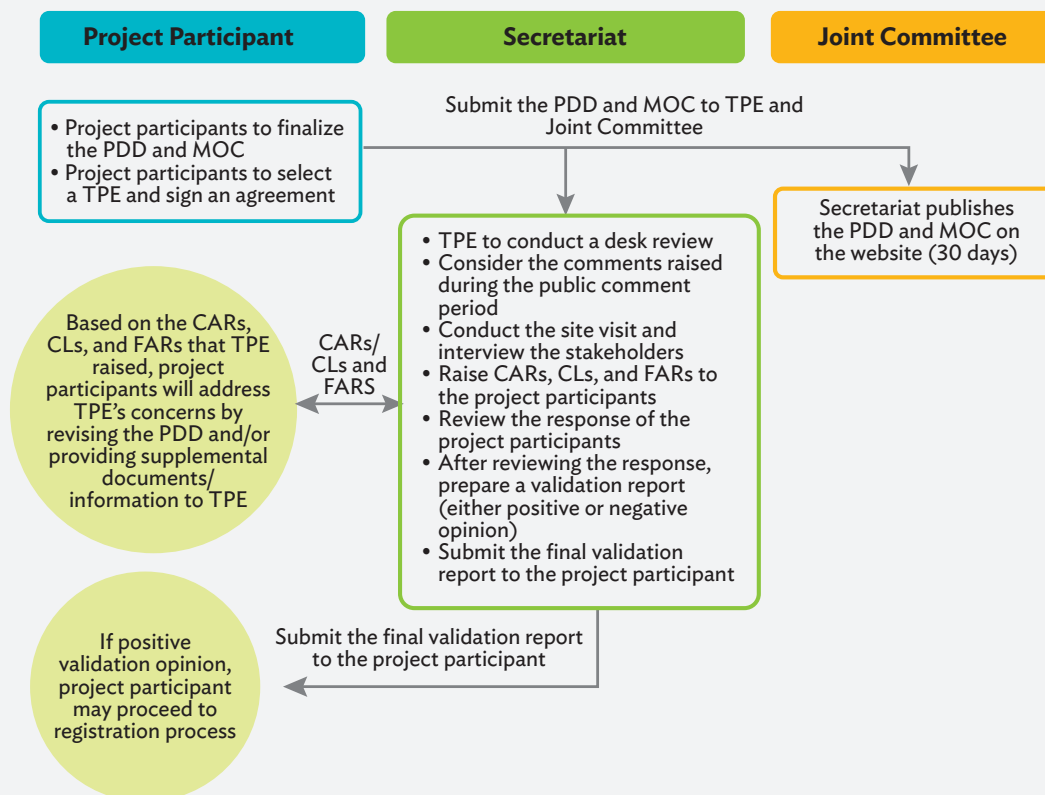 Project Participant
Secretariat
Joint Committee
• Project participants to finalize
the PDD and MOC
• Project participants to select
a TPE and sign an agreement
Submit the PDD and MOC to TPE and
Joint Committee
Secretariat publishes
the PDD and MOC on
the website (30 days)
• TPE to conduct a desk review
• Consider the comments raised
during the public comment
period
• Conduct the site visit and
interview the stakeholders
• Raise CARs, CLs, and FARs to
the project participants
• Review the response of the
project participants
• After reviewing the response,
prepare a validation report
(either positive or negative
opinion)
• Submit the final validation
report to the project participant
CARs/
CLs and
FARS
Based on the CARs,
CLs, and FARs that TPE
raised, project
participants will address
TPE’s concerns by
revising the PDD and/or
providing supplemental
documents/
information to TPE
Submit the final validation report
to the project participant
If positive
validation opinion,
project participant
may proceed to
registration process